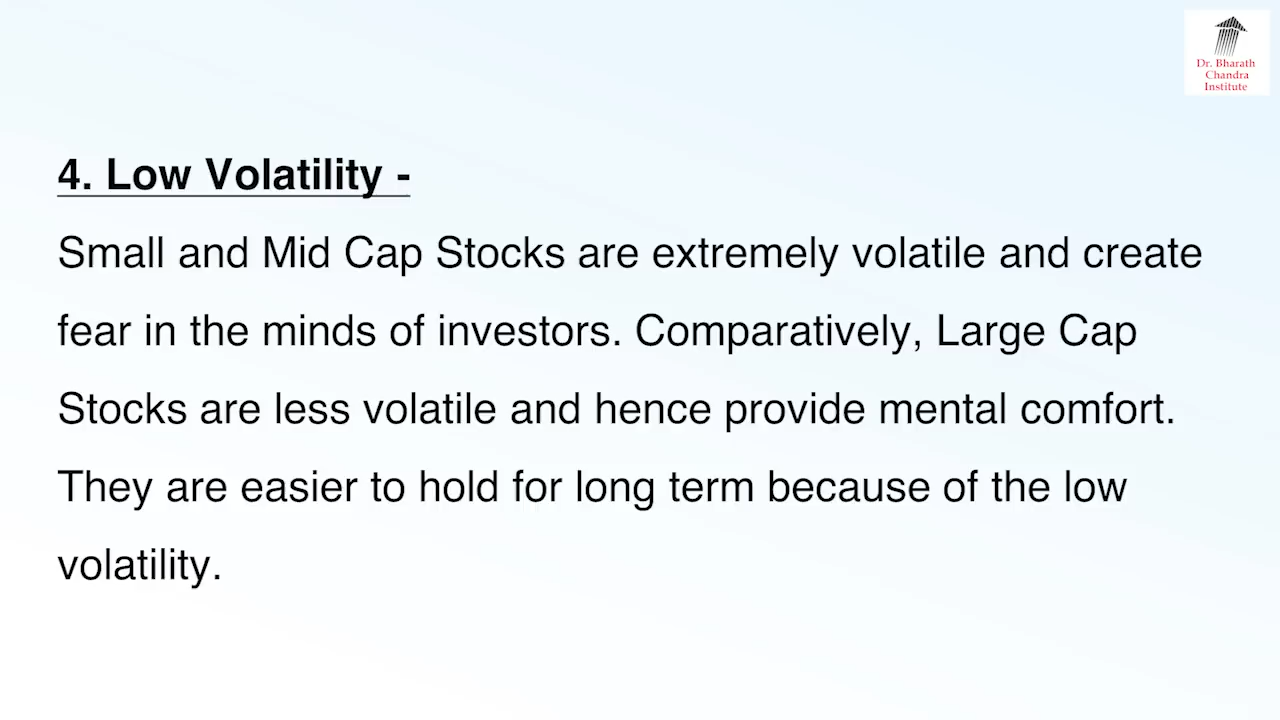 Dr. Bharath
Chandra
Institute
4. Low Volatility -
Small and Mid Cap Stocks are extremely volatile and create
fear in the minds of investors. Comparatively, Large Cap
Stocks are less volatile and hence provide mental comfort.
They are easier to hold for long term because of the low
volatility.